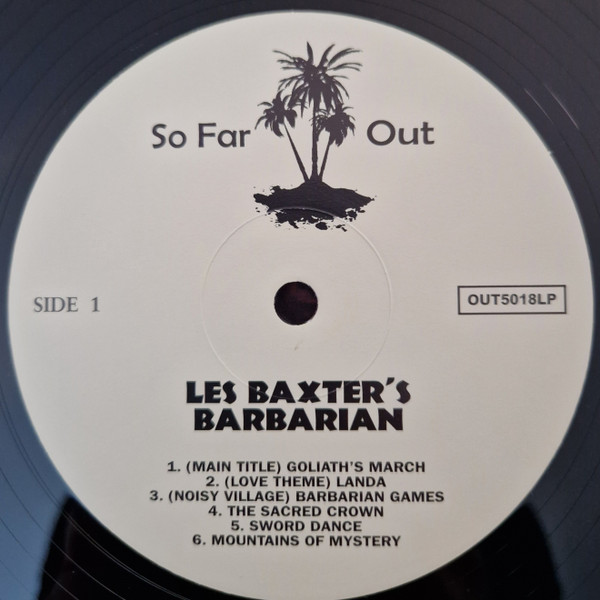 So Far Out
SIDE 1
OUT5018LP
LES BAXTER'S
BARBARIAN
1. (MAIN TITLE) GOLIATH'S MARCH
2. (LOVE THEME) LANDA
3. (NOISY VILLAGE) BARBARIAN GAMES
4. THE SACRED CROWN
5. SWORD DANCE
6. MOUNTAINS OF MYSTERY